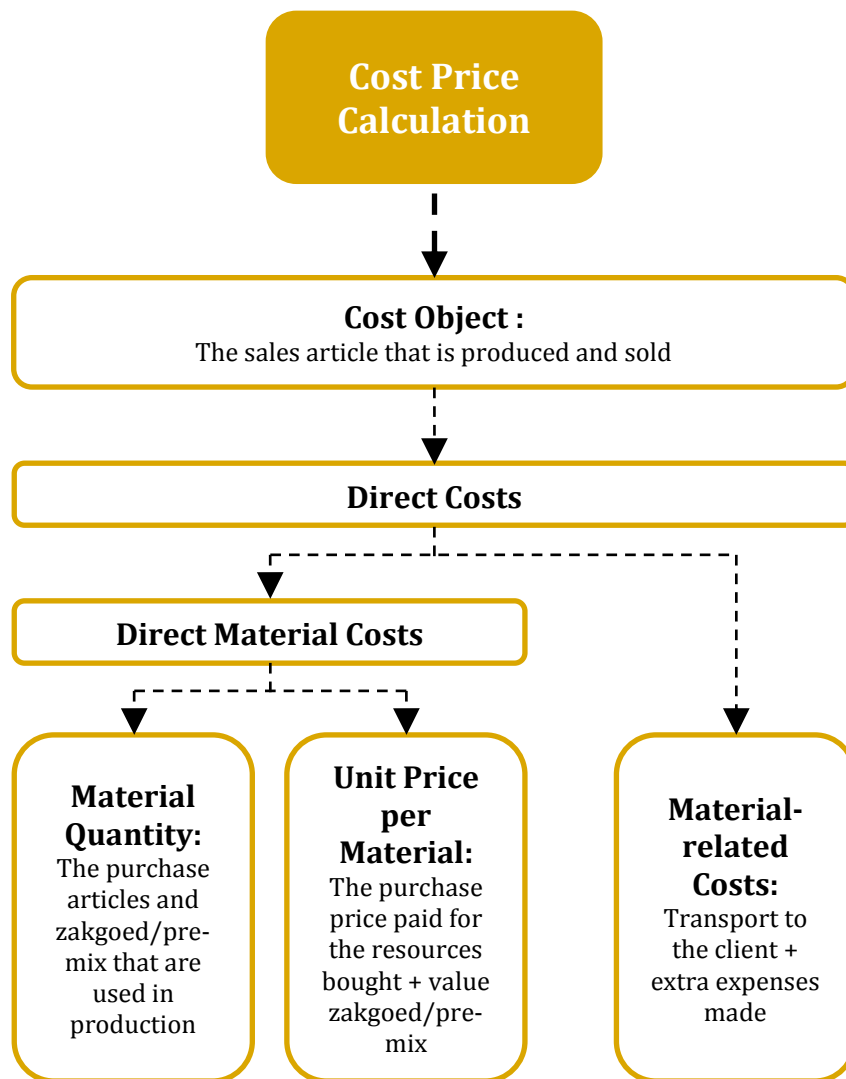 Cost Price
Calculation
Cost Object :
The sales article that is produced and sold
Direct Costs
Direct Material Costs
Material
Quantity:
The purchase
articles and
zakgoed/pre-
mix that are
used in
production
Unit Price
per
Material:
The purchase
price paid for
the resources
bought + value
zakgoed/pre-
mix
Material-
related
Costs:
Transport to
the client +
extra expenses
made